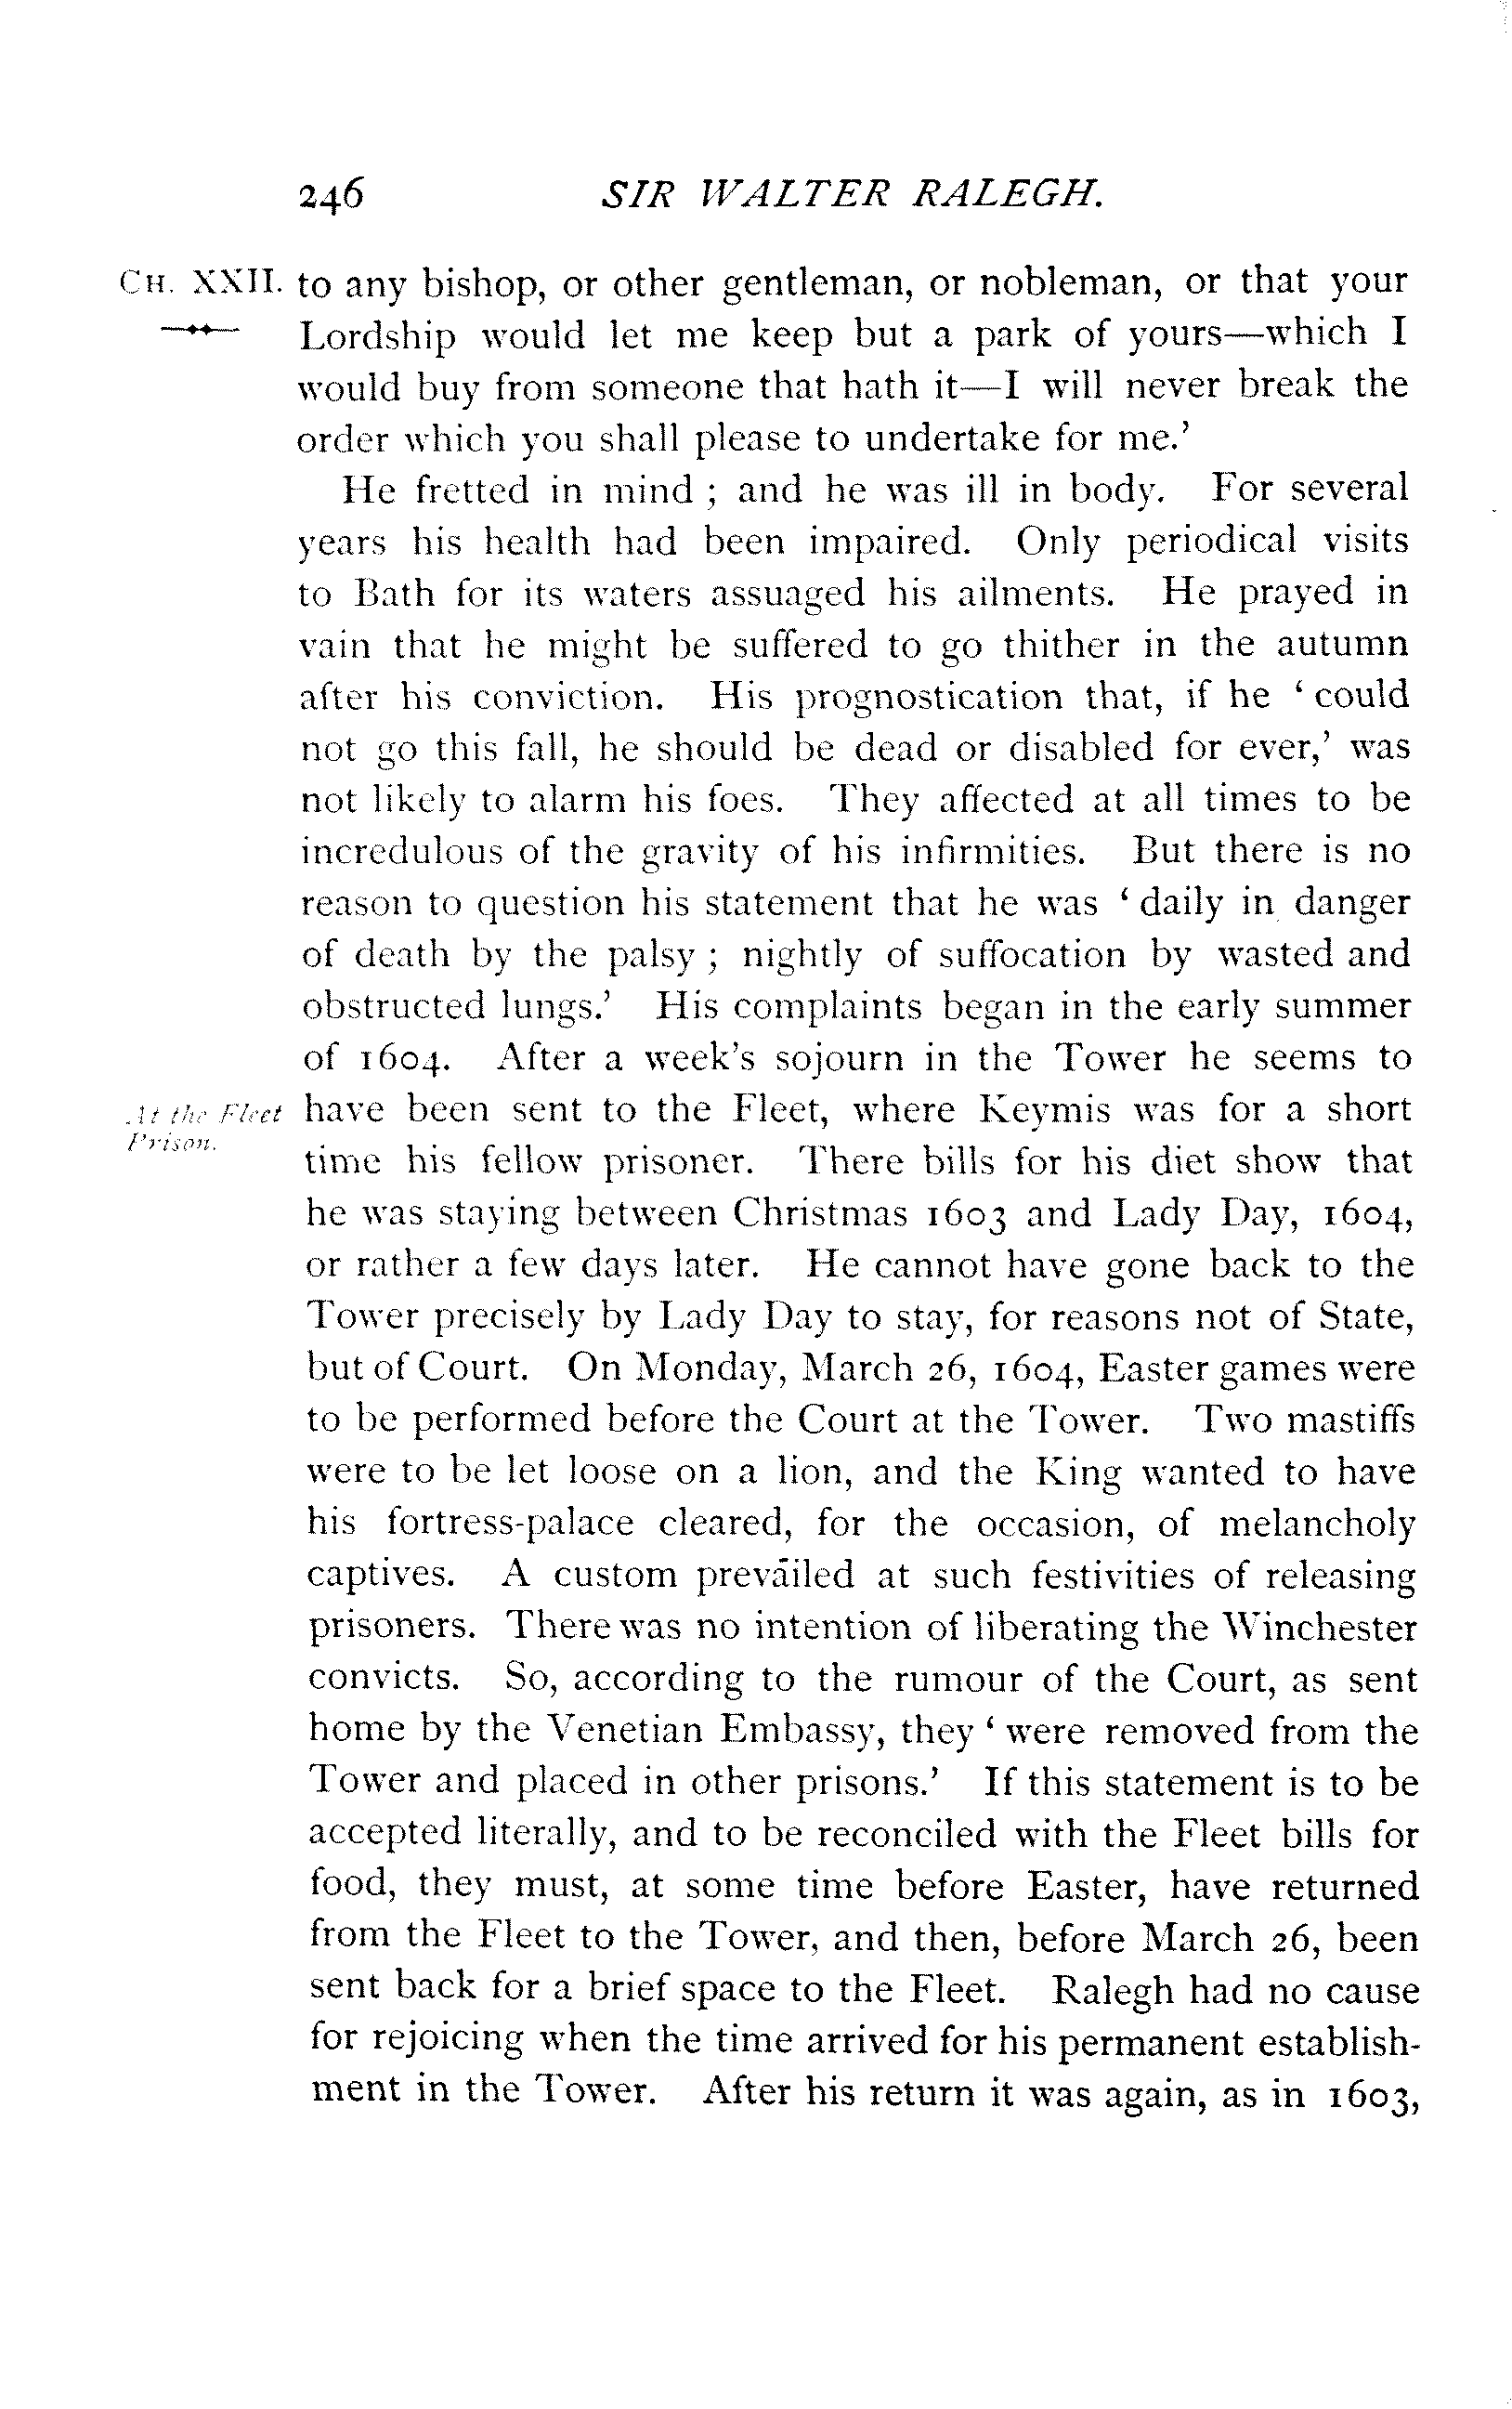 246 SIR WALTER RALEGH.
CH. XXII. to any bishop, or other gentleman, or nobleman, or that your
Lordship would let me keep but a park of yours—which I
would buy from someone that hath it—I will never break the
order which you shall please to undertake for me.'
He fretted in mind ; and he was ill in body. For several
years his health had been impaired. Only periodical visits
to Bath for its waters assuaged his ailments. He prayed in
vain that he might be suffered to go thither in the autumn
after his conviction. His prognostication that, if he ‘ could
not go this fall, he should be dead or disabled for ever,’ was
not likely to alarm his foes. They affected at all times to be
incredulous of the gravity of his infirmities. But there is no
reason to question his statement that he was ‘ daily in danger
of death by the palsy ; nightly of suffocation by wasted and
obstructed lungs.’ His complaints began in the early summer
of 1604. After a week's sojourn in the Tower he seems to
At the Fleet have been sent to the Fleet, where Keymis was for a short
Prison. time his fellow prisoner. There bills for his diet show that
he was staying between Christmas 1603 and Lady Day, 1604,
or rather a few days later. He cannot have gone back to the
Tower precisely by Lady Day to stay, for reasons not of State,
but of Court. On Monday, March 26, 1604, Easter games were
to be performed before the Court at the Tower. Two mastiffs
were to be let loose on a lion, and the King wanted to have
his fortress-palace cleared, for the occasion, of melancholy
captives. A custom prevailed at such festivities of releasing
prisoners. There was no intention of liberating the Winchester
convicts. So, according to the rumour of the Court, as sent
home by the Venetian Embassy, they ‘ were removed from the
Tower and placed in other prisons.’ If this statement is to be
accepted literally, and to be reconciled with the Fleet bills for
food, they must, at some time before Easter, have returned
from the Fleet to the Tower, and then, before March 26, been
sent back for a brief space to the Fleet. Ralegh had no cause
for rejoicing when the time arrived for his permanent establish-
ment in the Tower. After his return it was again, as in 1603,